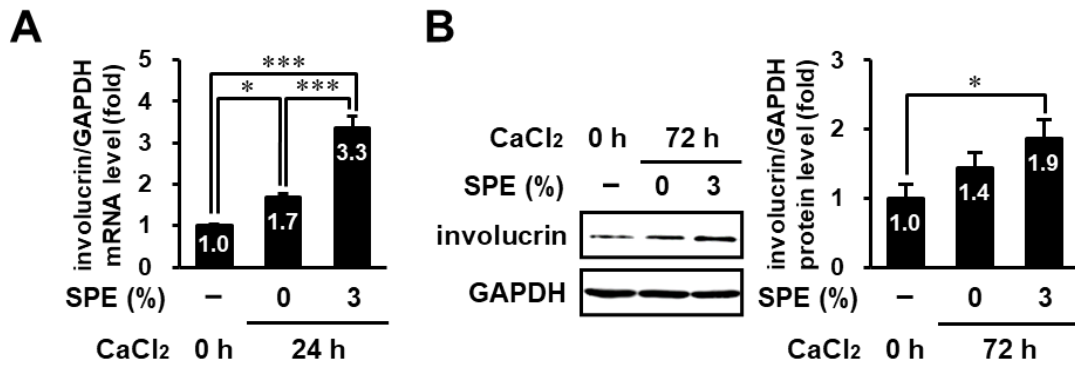 A
involucrin/GAPDH
mRNA level (fold)
5
4
3
2
1
0
***
*
***
1.0
1.7
3.3
SPE (%) – 0 3
CaCl₂ 0 h 24 h
B
CaCl₂ 0 h 72 h
SPE (%) – 0 3
involucrin
GAPDH
involucrin/GAPDH
protein level (fold)
3
2
1
0
*
1.0
1.4
1.9
SPE (%) – 0 3
CaCl₂ 0 h 72 h